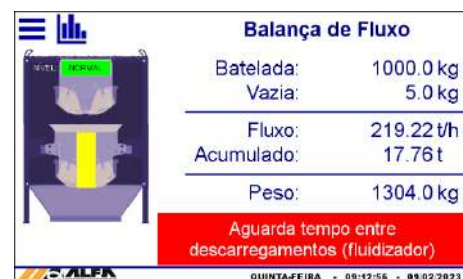 Balança de Fluxo
NIVEL: NORMAL
Batelada: 1000.0 kg
Vazia: 5.0 kg
Fluxo: 219.22 t/h
Acumulado: 17.76 t
Peso: 1304.0 kg
Aguarda tempo entre
descarregamentos (fluidizador)
ALFA
QUINTA-FEIRA - 09:12:56 - 09/02/2023